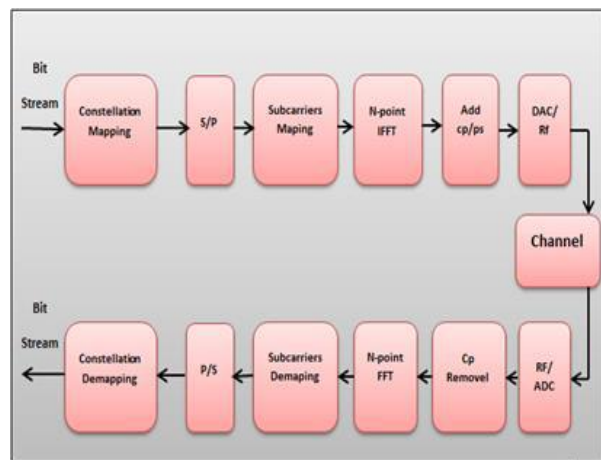 Bit
Stream
Constellation
Mapping
S/P
Subcarriers
Maping
N-point
IFFT
Add
cp/ps
DAC/
Rf
Channel
Bit
Stream
Constellation
Demapping
P/S
Subcarriers
Demaping
N-point
FFT
Cp
Removel
RF/
ADC